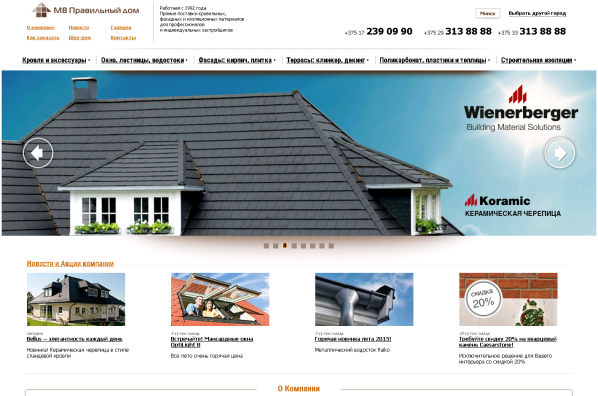 М8 Правильный дом
О компании
Новости
Галерея
Как заказать
Шоу-рум
Контакты
Работаем с 1992 года
Прямые поставки кровельных,
фасадных и изоляционных материалов
для профессионалов
и индивидуальных застройщиков
Минск
Выбрать другой город
+375 17 239 09 90
+375 29 313 88 88
+375 33 313 88 88
Кровля и аксессуары
Окна, лестницы, водостоки
Фасады: кирпич, плитка
Террасы: клинкер, декинг
Поликарбонат, пластики и теплицы
Строительная изоляция
Wienerberger
Building Material Solutions
Koramic
КЕРАМИЧЕСКАЯ ЧЕРЕПИЦА
Новости и Акции компании
скидка
20%
сегодня
Bellus — элегантность каждый день
Новинка! Керамическая черепица в стиле
сланцевой кровли
Встречайте! Мансардные окна
OptiLight B
Все лето очень горячая цена
Горячая новинка лета 2015!
Металлический водосток Raiko
Требуйте скидку 20% на кварцевый
камень Caesarstone!
Исключительное решение для Вашего
интерьера со скидкой 20%
О Компании